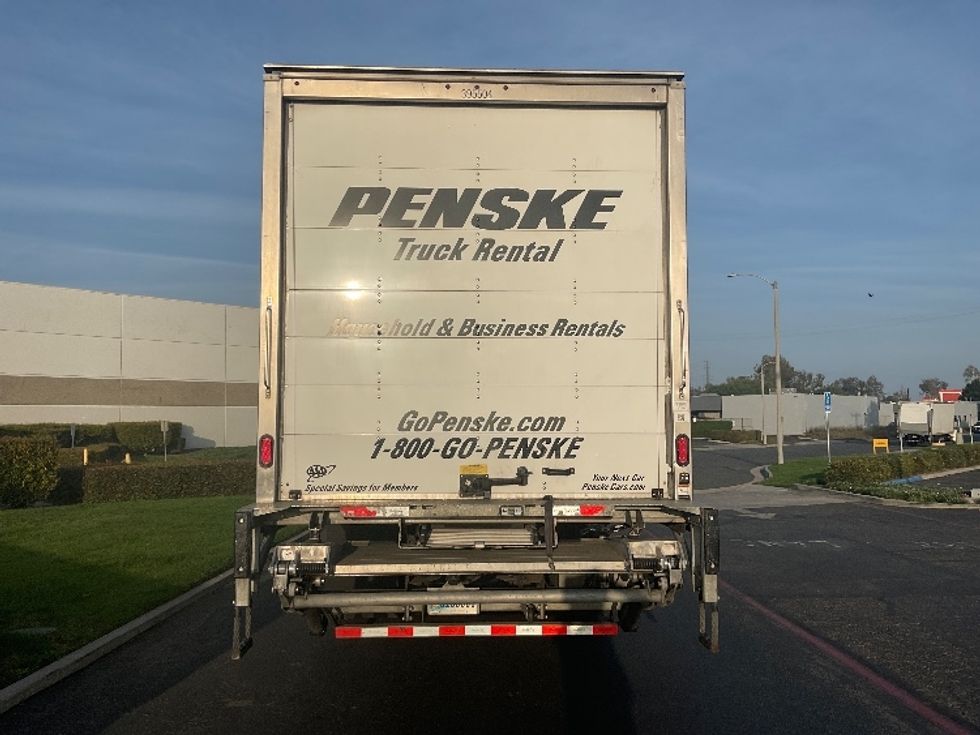 PENSKE
Truck Rental
Household & Business Rentals
GoPenske.com
1-800-GO-PENSKE
AAA
Special Savings for Members
Your Next Car
PenskeCars.com